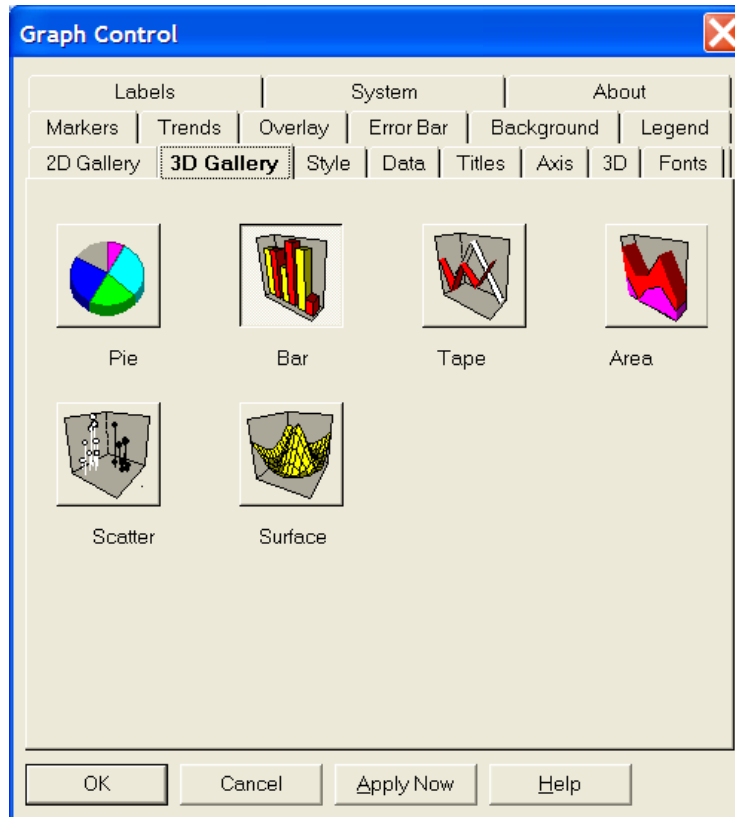 Graph Control
Labels System About
Markers Trends Overlay Error Bar Background Legend
2D Gallery 3D Gallery Style Data Titles Axis 3D Fonts
Pie Bar Tape Area
Scatter Surface
OK Cancel Apply Now Help